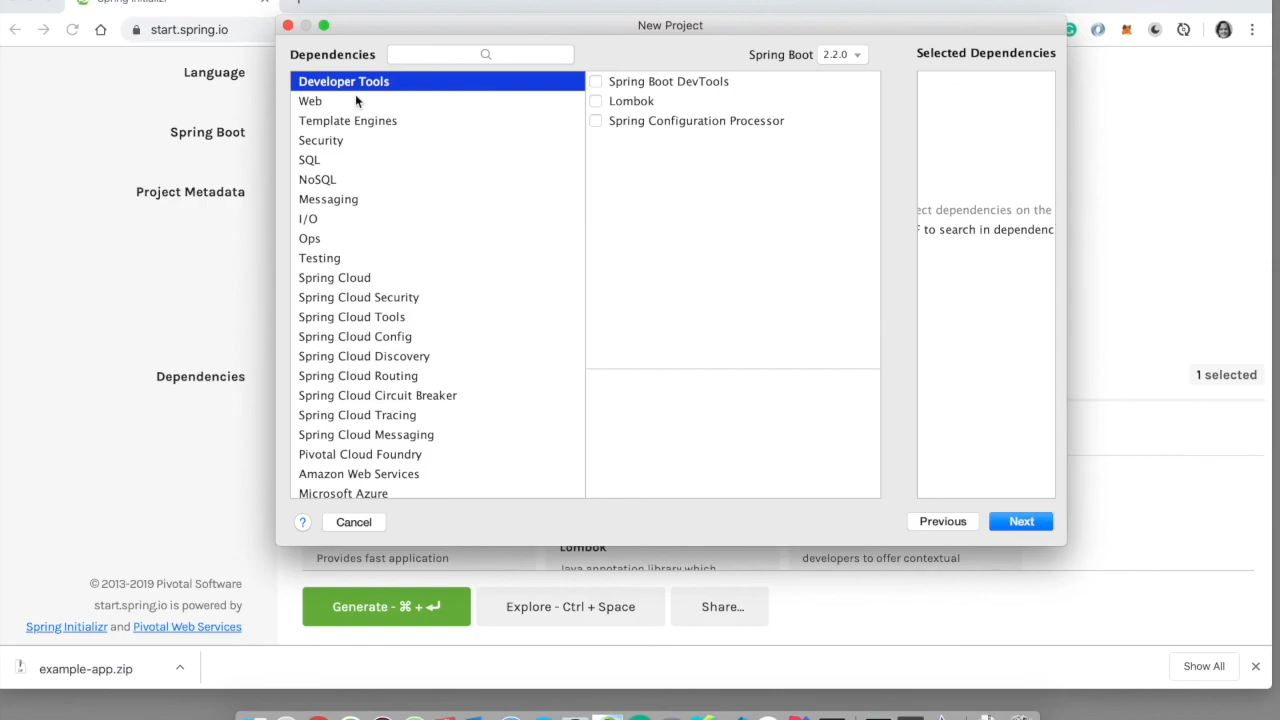 Spring Initializr
New Project
start.spring.io
Dependencies
Spring Boot 2.2.0
Selected Dependencies
Language
Spring Boot
Project Metadata
Dependencies
1 selected
Developer Tools
Web
Template Engines
Security
SQL
NoSQL
Messaging
I/O
Ops
Testing
Spring Cloud
Spring Cloud Security
Spring Cloud Tools
Spring Cloud Config
Spring Cloud Discovery
Spring Cloud Routing
Spring Cloud Circuit Breaker
Spring Cloud Tracing
Spring Cloud Messaging
Pivotal Cloud Foundry
Amazon Web Services
Microsoft Azure
Spring Boot DevTools
Lombok
Spring Configuration Processor
ect dependencies on the
to search in dependenc
?
Cancel
Previous
Next
Provides fast application
Lombok
Java annotation library which
developers to offer contextual
© 2013-2019 Pivotal Software
start.spring.io is powered by
Spring Initializr and Pivotal Web Services
Generate - ⌘ + ↵
Explore - Ctrl + Space
Share...
example-app.zip
Show All